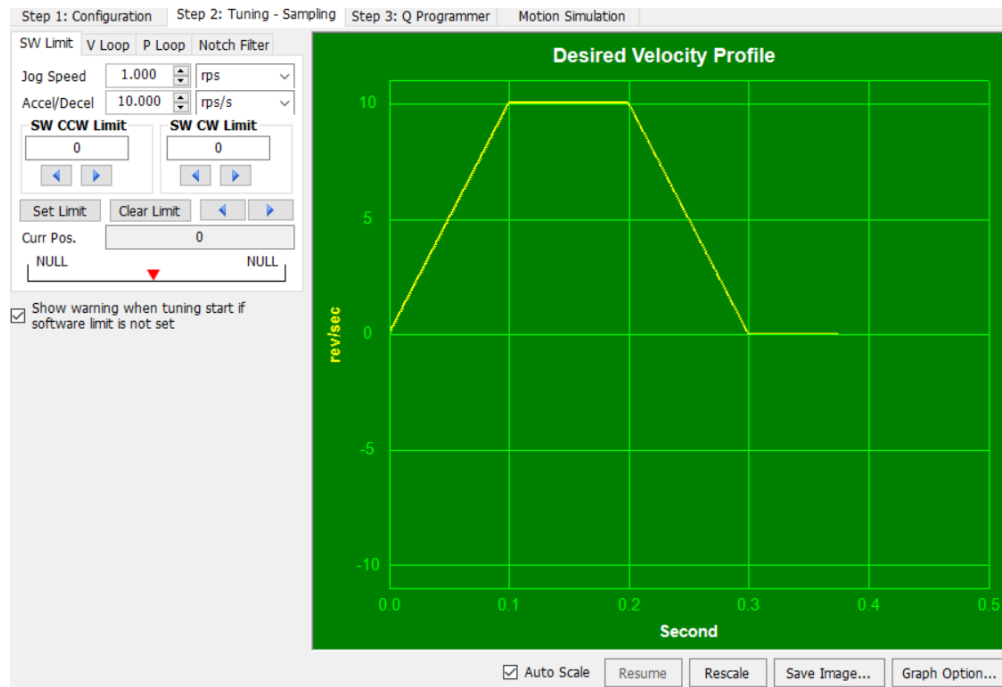 Step 1: Configuration Step 2: Tuning - Sampling Step 3: Q Programmer Motion Simulation
SW Limit V Loop P Loop Notch Filter
Jog Speed 1.000 rps
Accel/Decel 10.000 rps/s
SW CCW Limit SW CW Limit
0 0
Set Limit Clear Limit
Curr Pos. 0
NULL NULL
Show warning when tuning start if
software limit is not set
Desired Velocity Profile
10
5
0
-5
-10
rev/sec
0.0 0.1 0.2 0.3 0.4 0.5
Second
Auto Scale Resume Rescale Save Image... Graph Option...